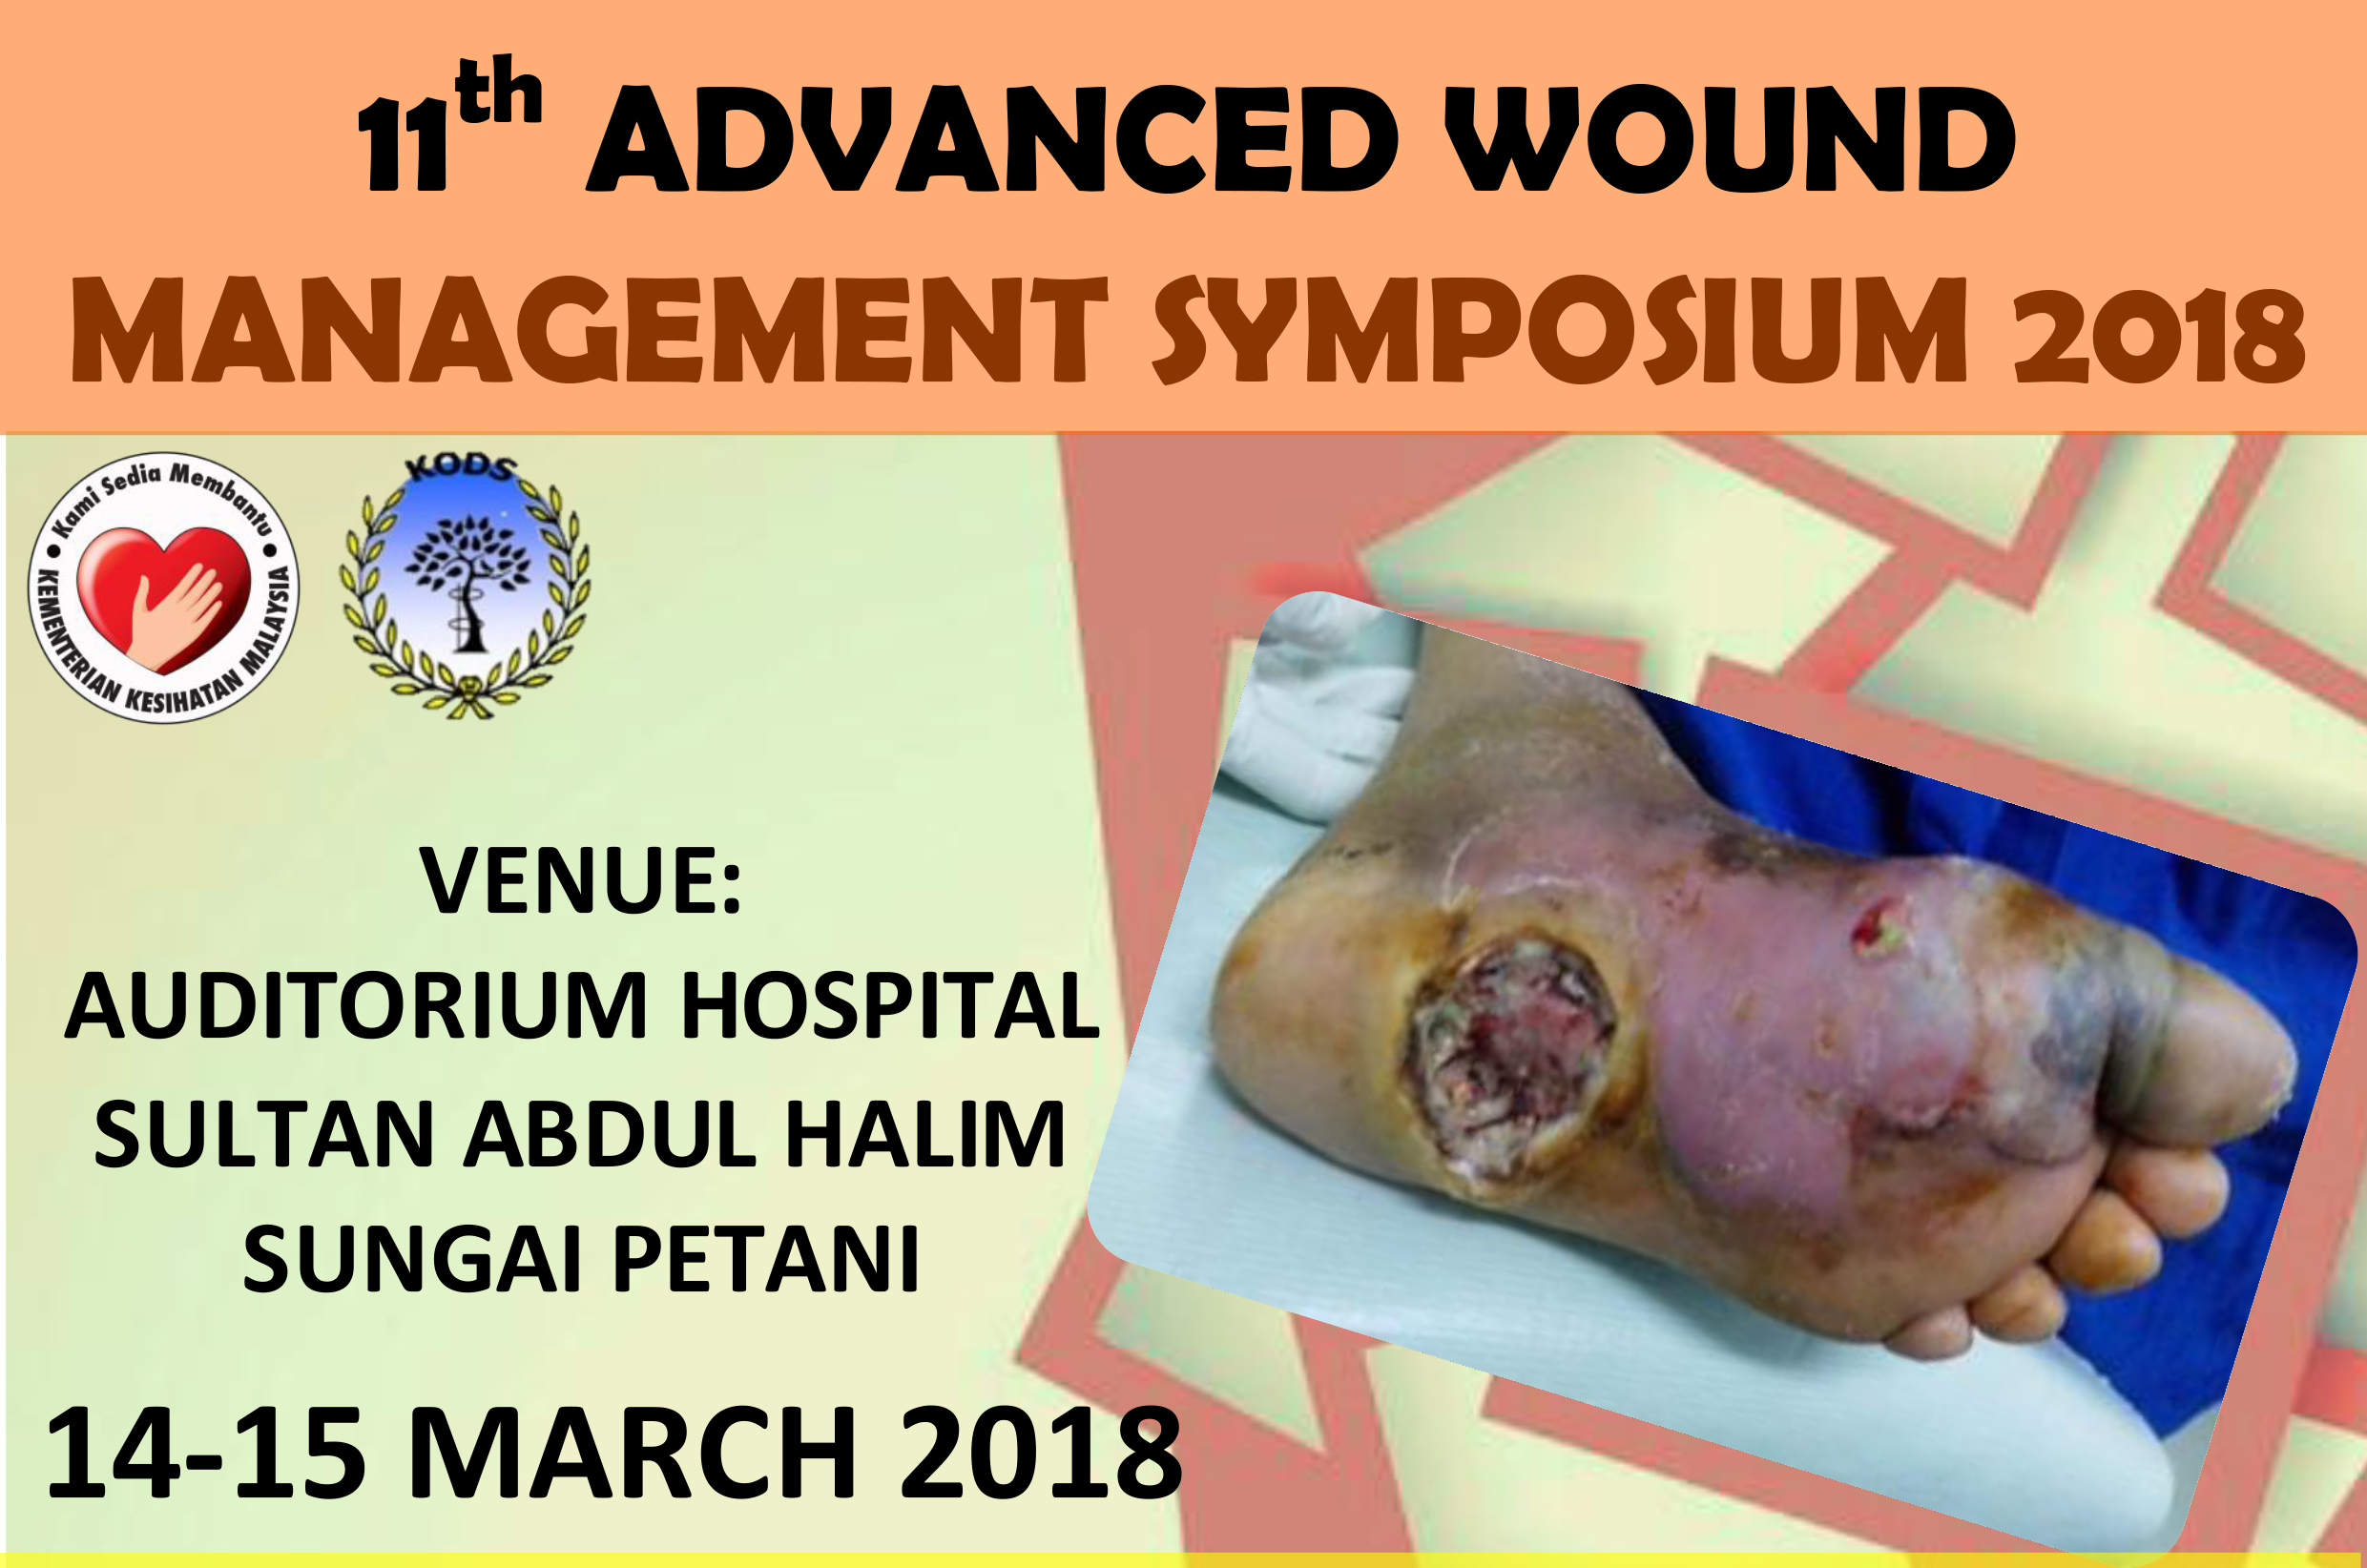 11th ADVANCED WOUND
MANAGEMENT SYMPOSIUM 2018
Kami Sedia Membantu
KEMENTERIAN KESIHATAN MALAYSIA
KODS
VENUE:
AUDITORIUM HOSPITAL
SULTAN ABDUL HALIM
SUNGAI PETANI
14-15 MARCH 2018